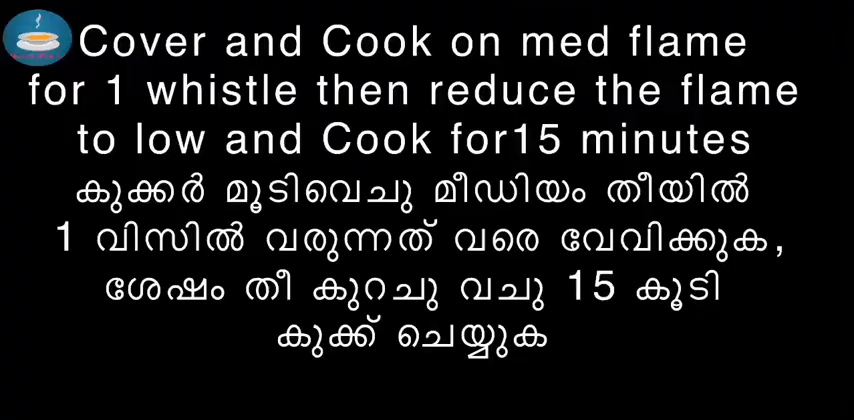 Cover and Cook on med flame
for 1 whistle then reduce the flame
to low and Cook for15 minutes
കുക്കർ മൂടിവെചു മീഡിയം തീയിൽ
1 വിസിൽ വരുന്നത് വരെ വേവിക്കുക,
ശേഷം തീ കുറചു വചു 15 കൂടി
കുക്ക് ചെയ്യുക